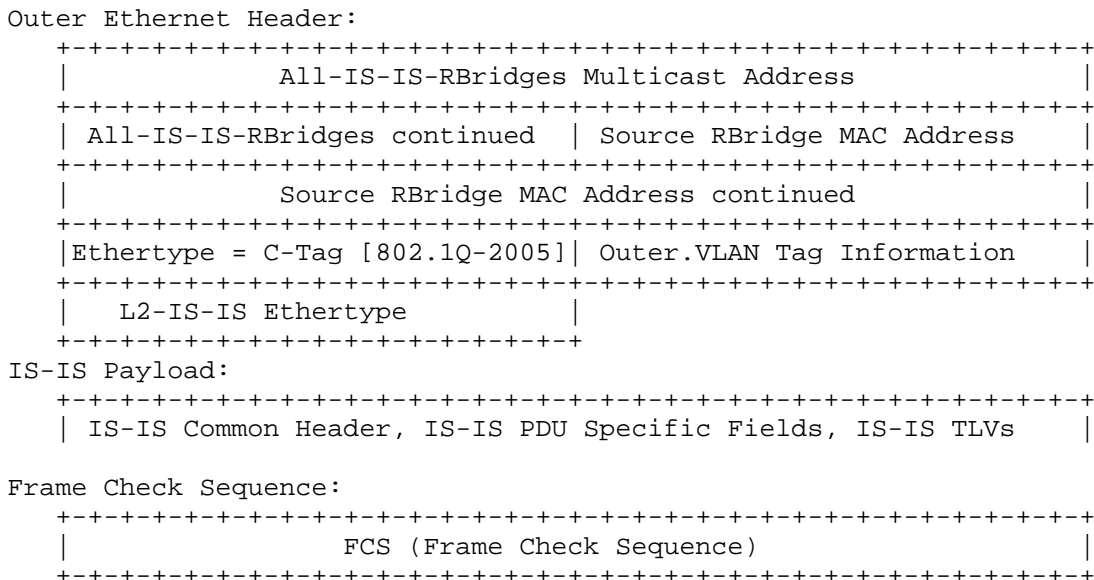 Outer Ethernet Header:
   +-+-+-+-+-+-+-+-+-+-+-+-+-+-+-+-+-+-+-+-+-+-+-+-+-+-+-+-+-+-+-+-+
   |             All-IS-IS-RBridges Multicast Address              |
   +-+-+-+-+-+-+-+-+-+-+-+-+-+-+-+-+-+-+-+-+-+-+-+-+-+-+-+-+-+-+-+-+
   | All-IS-IS-RBridges continued  | Source RBridge MAC Address    |
   +-+-+-+-+-+-+-+-+-+-+-+-+-+-+-+-+-+-+-+-+-+-+-+-+-+-+-+-+-+-+-+-+
   |             Source RBridge MAC Address continued              |
   +-+-+-+-+-+-+-+-+-+-+-+-+-+-+-+-+-+-+-+-+-+-+-+-+-+-+-+-+-+-+-+-+
   |Ethertype = C-Tag [802.1Q-2005]| Outer.VLAN Tag Information    |
   +-+-+-+-+-+-+-+-+-+-+-+-+-+-+-+-+-+-+-+-+-+-+-+-+-+-+-+-+-+-+-+-+
   |   L2-IS-IS Ethertype          |
   +-+-+-+-+-+-+-+-+-+-+-+-+-+-+-+-+
IS-IS Payload:
   +-+-+-+-+-+-+-+-+-+-+-+-+-+-+-+-+-+-+-+-+-+-+-+-+-+-+-+-+-+-+-+-+
   | IS-IS Common Header, IS-IS PDU Specific Fields, IS-IS TLVs    |

Frame Check Sequence:
   +-+-+-+-+-+-+-+-+-+-+-+-+-+-+-+-+-+-+-+-+-+-+-+-+-+-+-+-+-+-+-+-+
   |                 FCS (Frame Check Sequence)                    |
   +-+-+-+-+-+-+-+-+-+-+-+-+-+-+-+-+-+-+-+-+-+-+-+-+-+-+-+-+-+-+-+-+